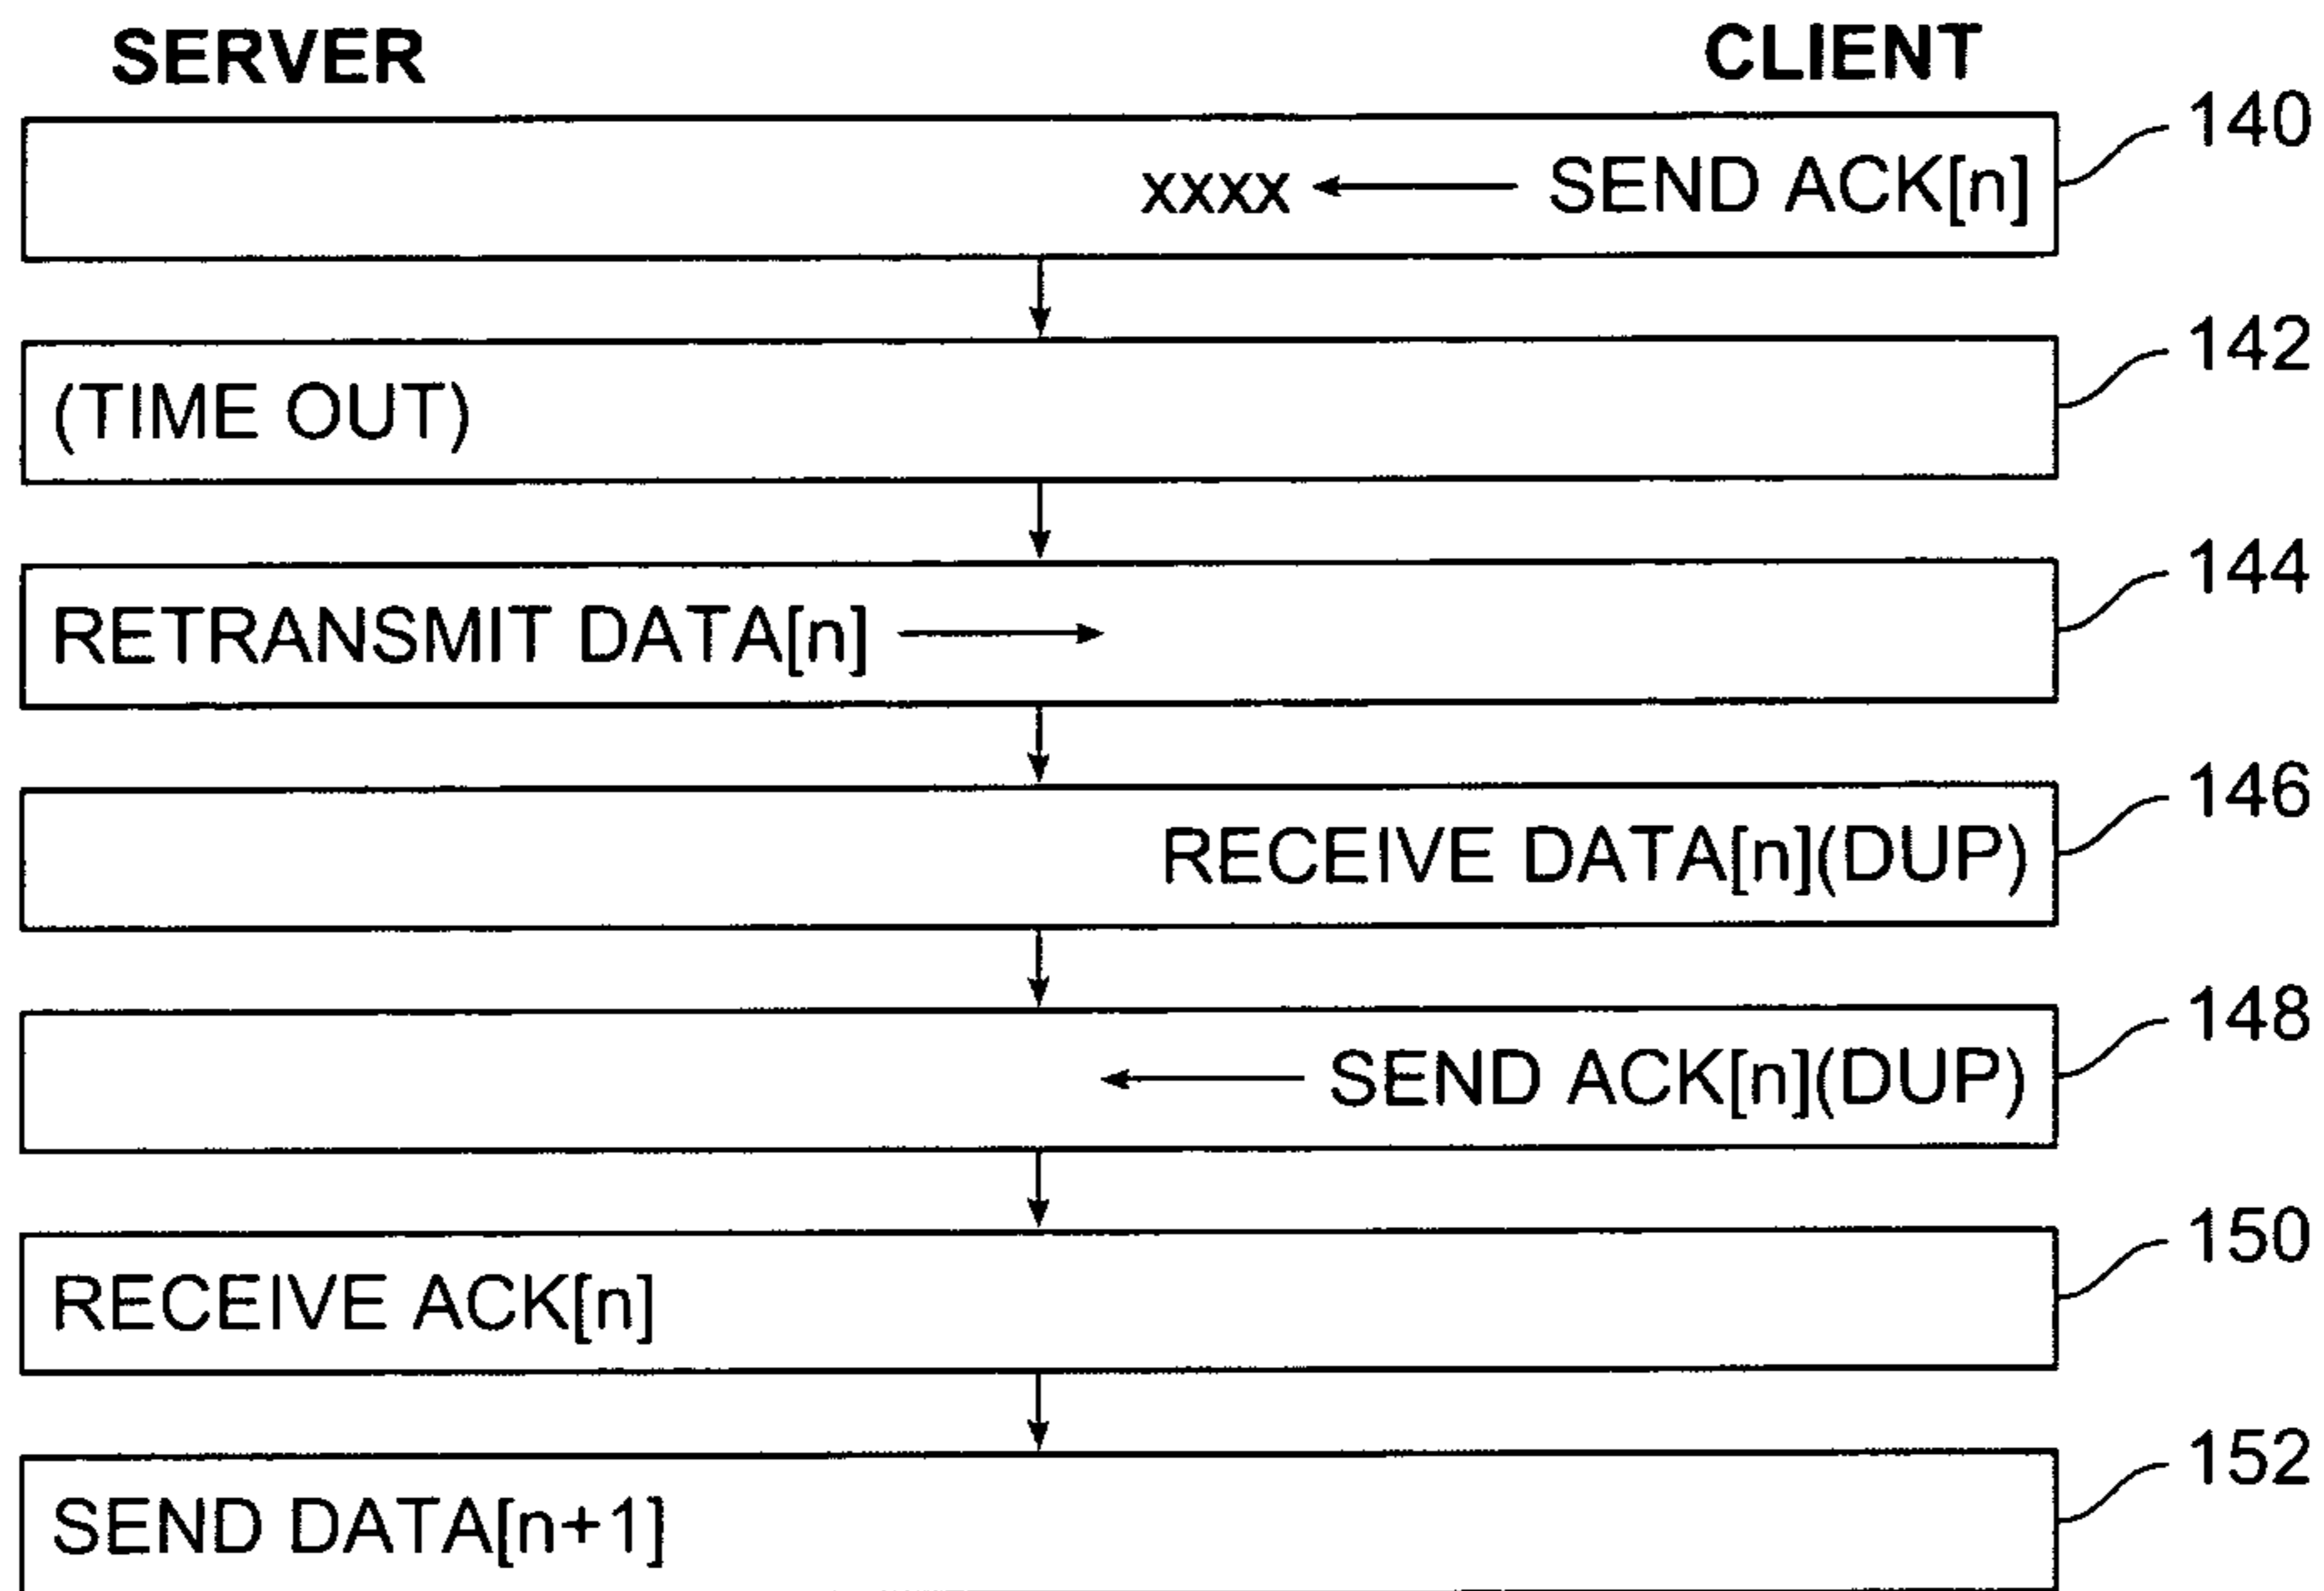 SERVER CLIENT
xxxx SEND ACK[n] 140
(TIME OUT) 142
RETRANSMIT DATA[n] 144
RECEIVE DATA[n](DUP) 146
SEND ACK[n](DUP) 148
RECEIVE ACK[n] 150
SEND DATA[n+1] 152